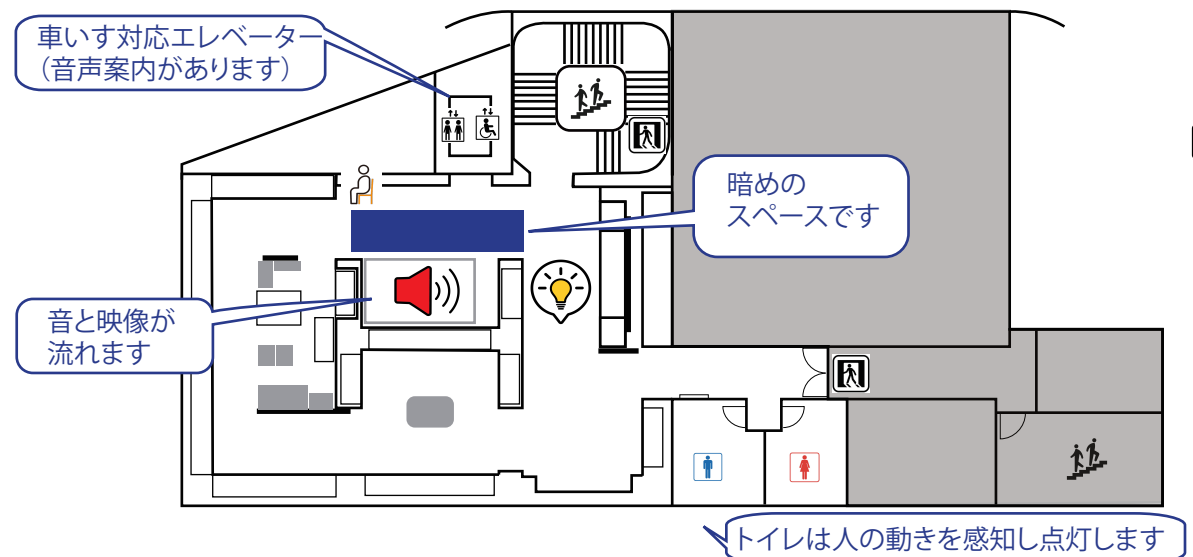 車いす対応エレベーター
（音声案内があります）
暗めの
スペースです
音と映像が
流れます
トイレは人の動きを感知し点灯します